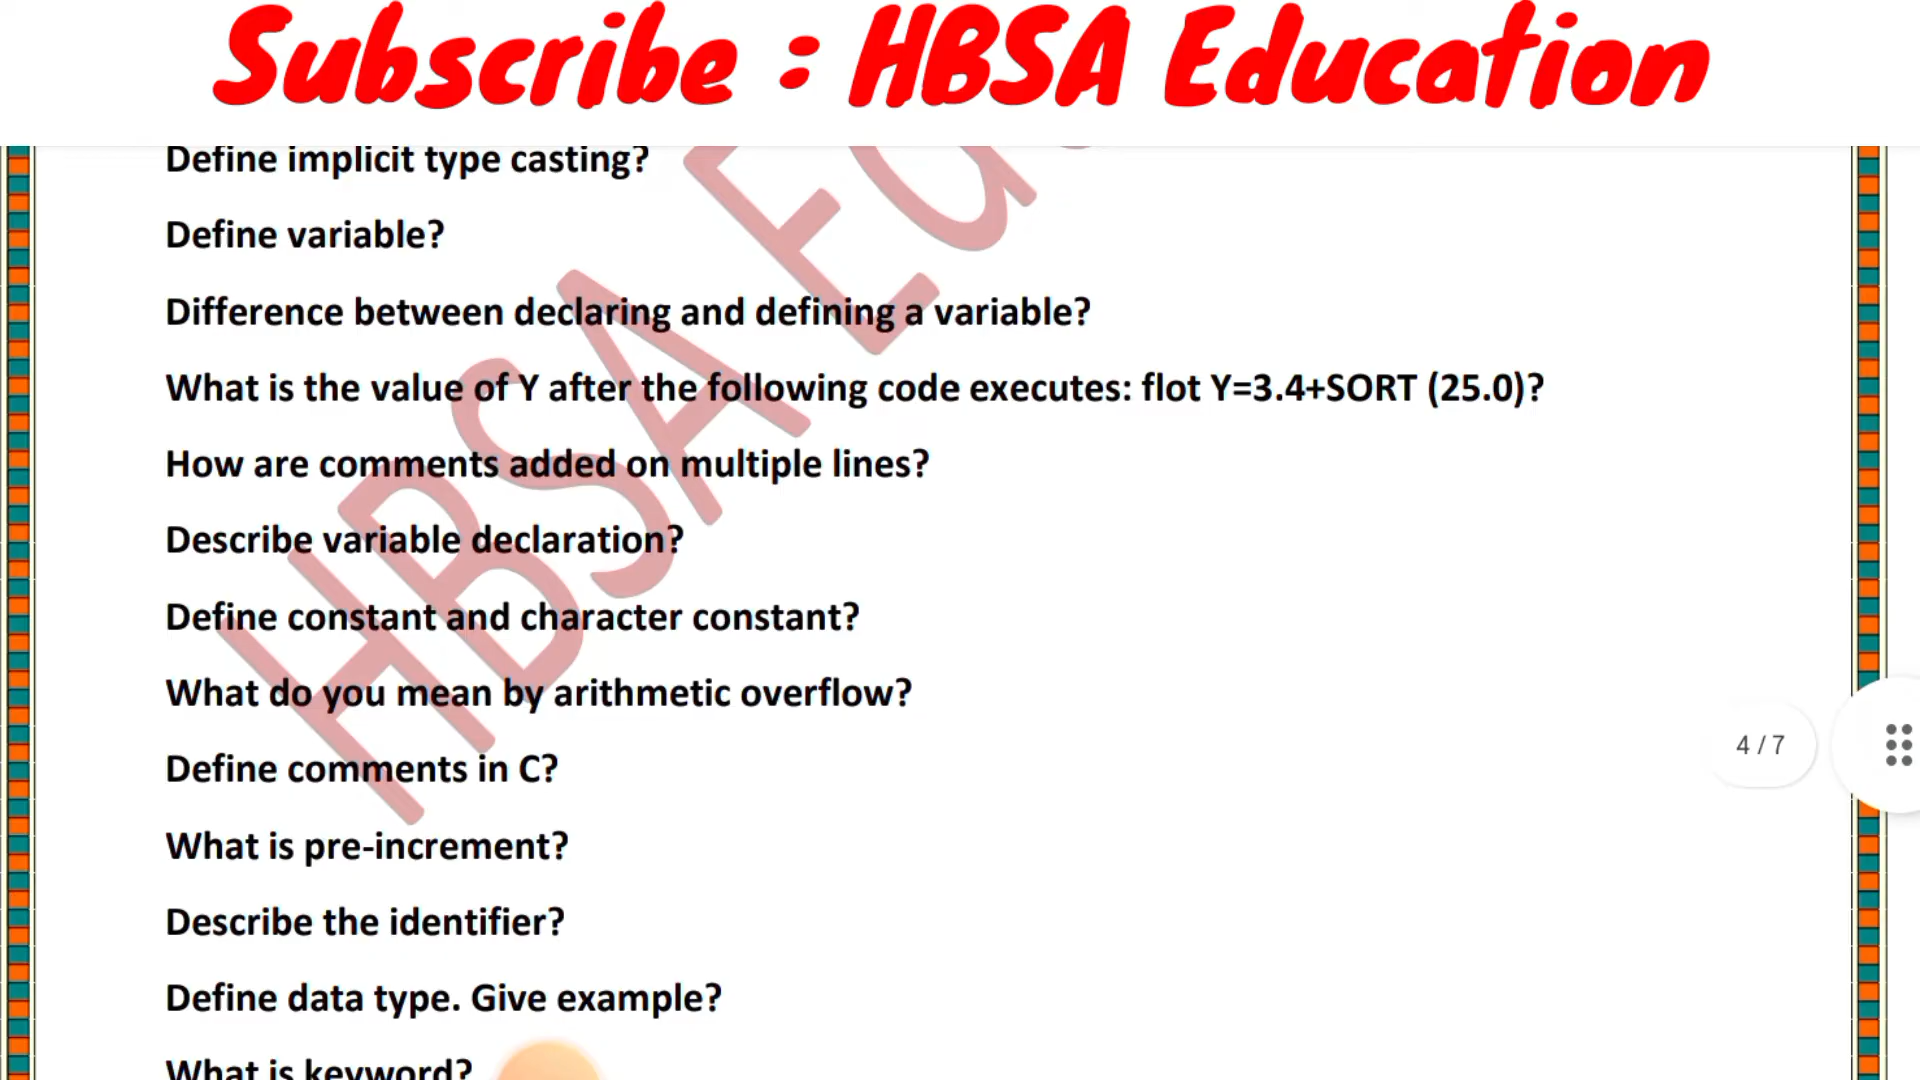 Subscribe : HBSA Education
Define implicit type casting?
Define variable?
Difference between declaring and defining a variable?
What is the value of Y after the following code executes: flot Y=3.4+SORT (25.0)?
How are comments added on multiple lines?
Describe variable declaration?
Define constant and character constant?
What do you mean by arithmetic overflow?
4 / 7
Define comments in C?
What is pre-increment?
Describe the identifier?
Define data type. Give example?
What is keyword?
HBSA Ed